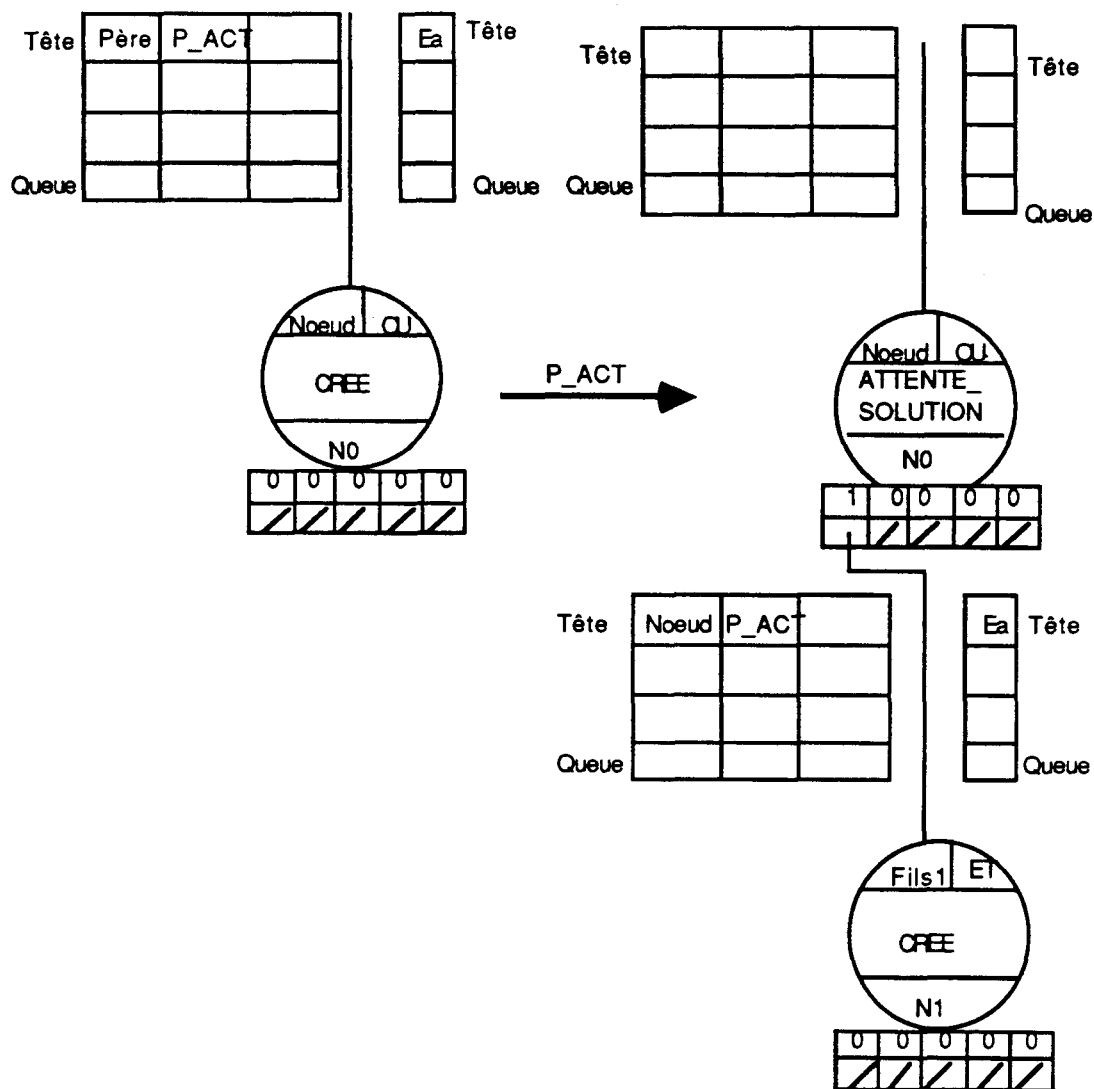 Tête Père P_ACT Ea Tête
Queue Queue
Noeud OU
CREE
N0
0 0 0 0 0
P_ACT
Tête Tête
Queue Queue
Noeud OU
ATTENTE_
SOLUTION
N0
1 0 0 0 0
Tête Noeud P_ACT Ea Tête
Queue Queue
Fils1 ET
CREE
N1
0 0 0 0 0